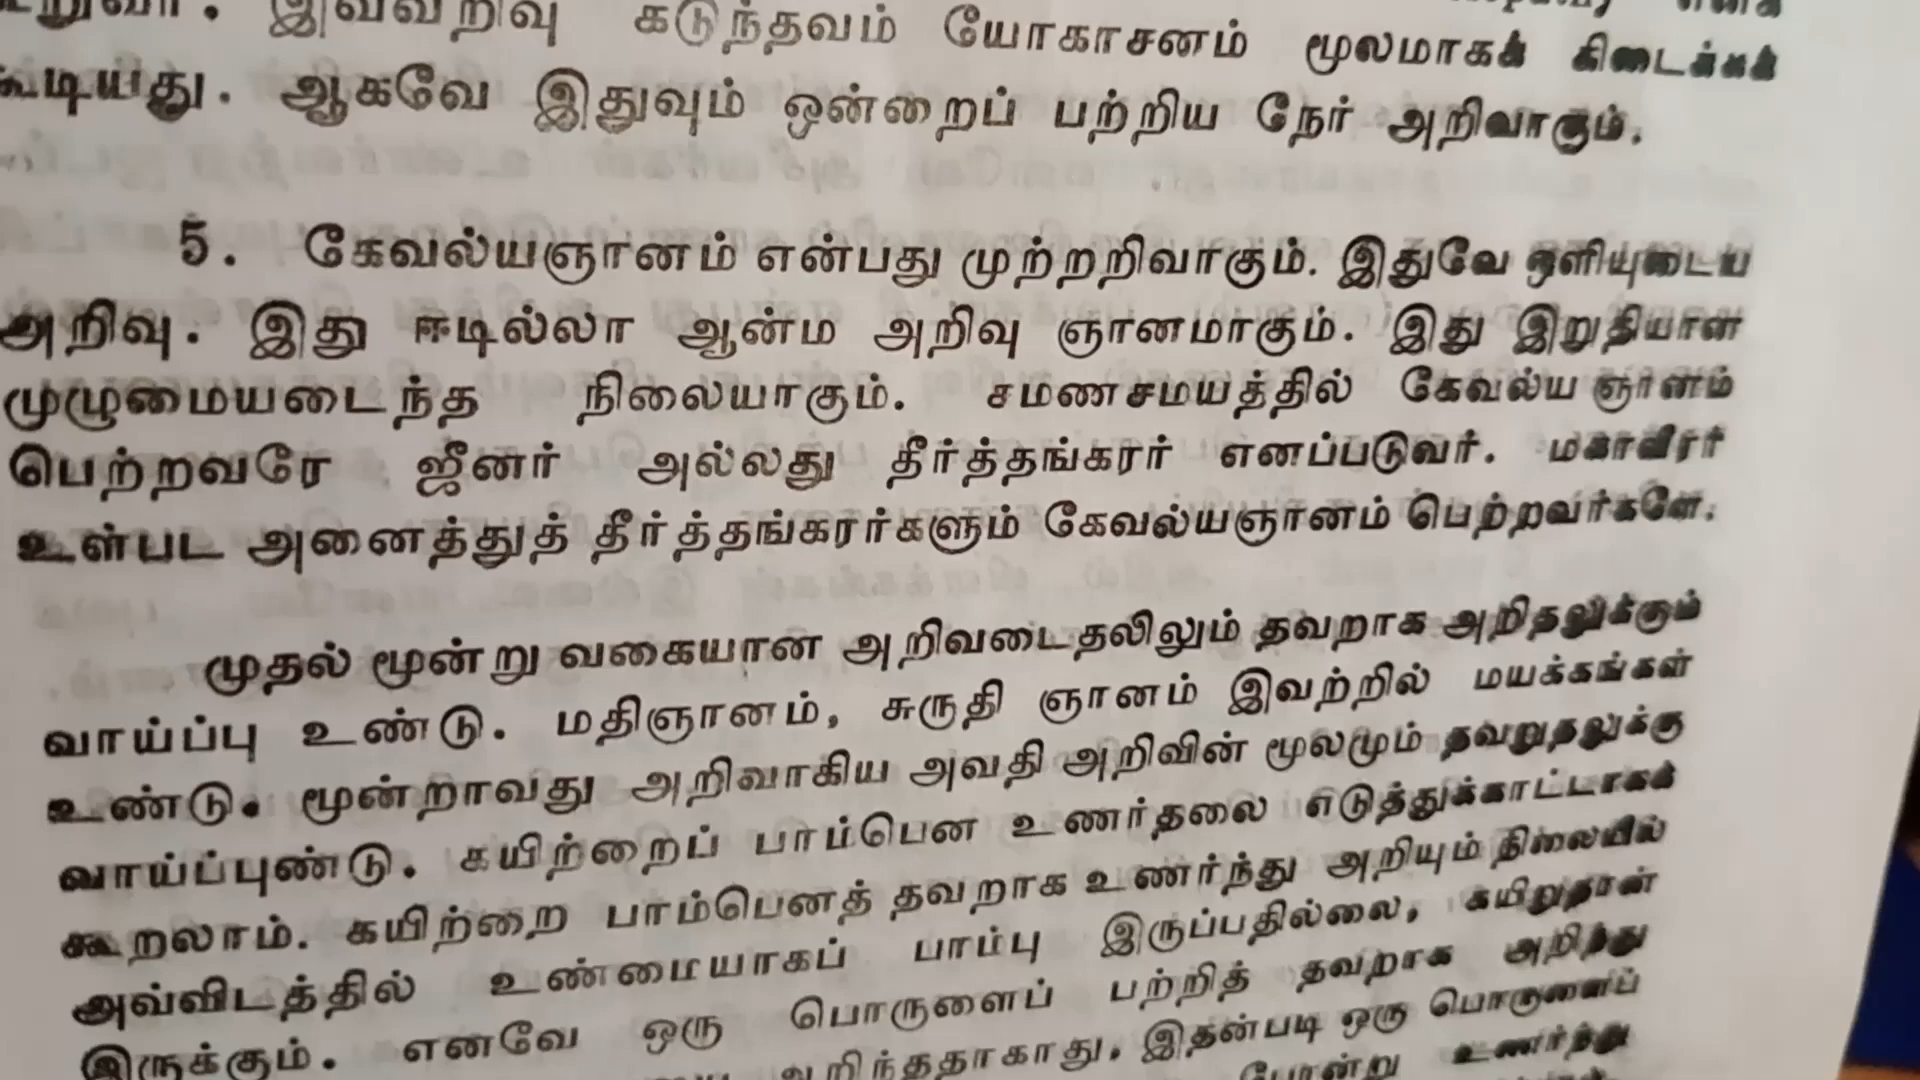 இவ்வறிவு கடுந்தவம் யோகாசனம் மூலமாகக் கிடைக்கக்
கூடியது. ஆகவே இதுவும் ஒன்றைப் பற்றிய நேர் அறிவாகும்.
5. கேவல்யஞானம் என்பது முற்றறிவாகும். இதுவே ஒளியுடைய
அறிவு. இது ஈடில்லா ஆன்ம அறிவு ஞானமாகும். இது இறுதியான
முழுமையடைந்த நிலையாகும். சமணசமயத்தில் கேவல்ய ஞானம்
பெற்றவரே ஜீனர் அல்லது தீர்த்தங்கரர் எனப்படுவர். மகாவீரர்
உள்பட அனைத்துத் தீர்த்தங்கரர்களும் கேவல்யஞானம் பெற்றவர்களே.
முதல் மூன்று வகையான அறிவடைதலிலும் தவறாக அறிதலுக்கும்
வாய்ப்பு உண்டு. மதிஞானம், சுருதி ஞானம் இவற்றில் மயக்கங்கள்
உண்டு. மூன்றாவது அறிவாகிய அவதி அறிவின் மூலமும் தவறுதலுக்கு
வாய்ப்புண்டு. கயிற்றைப் பாம்பென உணர்தலை எடுத்துக்காட்டாகக்
கூறலாம். கயிற்றை பாம்பெனத் தவறாக உணர்ந்து அறியும் நிலையில்
அவ்விடத்தில் உண்மையாகப் பாம்பு இருப்பதில்லை, கயிறுதான்
இருக்கும். எனவே ஒரு பொருளைப் பற்றித் தவறாக அறிந்து
அறிந்ததாகாது. இதன்படி ஒரு பொருளைப்
போன்று உணர்ந்து